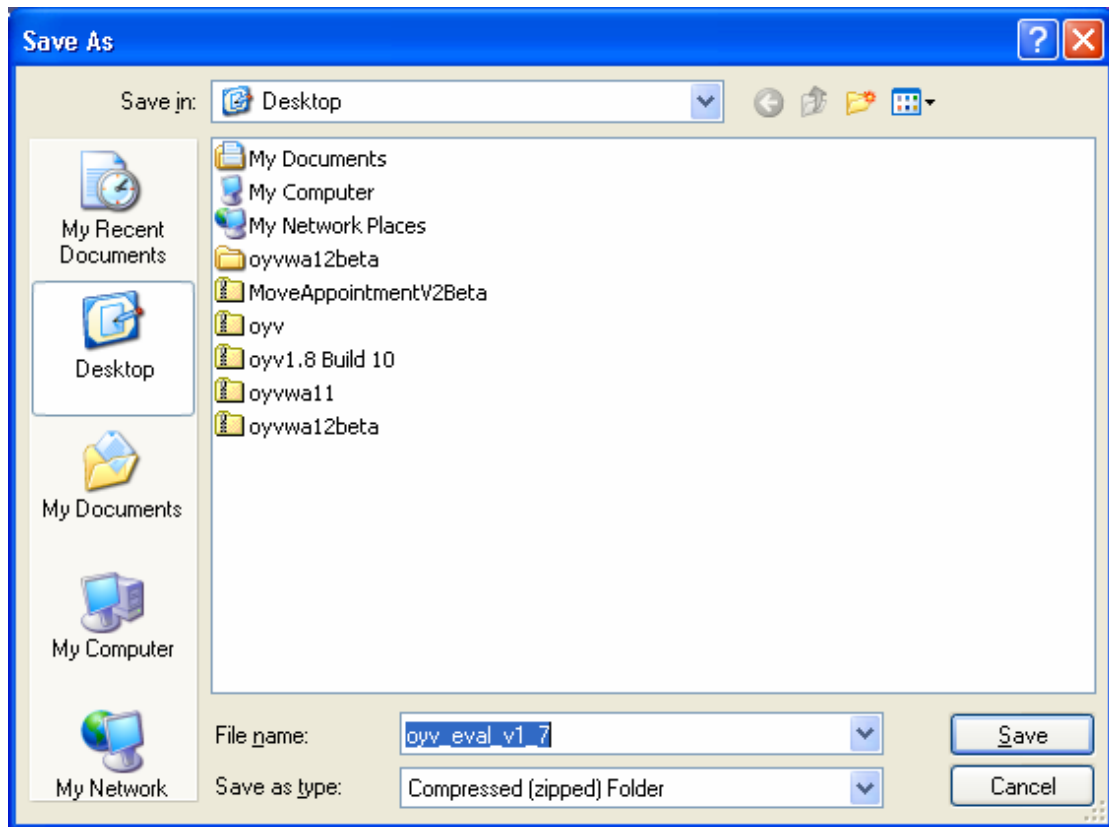 Save As
Save in:
Desktop
My Recent
Documents
Desktop
My Documents
My Computer
My Network
My Documents
My Computer
My Network Places
oyvwa12beta
MoveAppointmentV2Beta
oyv
oyv1.8 Build 10
oyvwa11
oyvwa12beta
File name:
oyv_eval_v1_7
Save
Save as type:
Compressed (zipped) Folder
Cancel